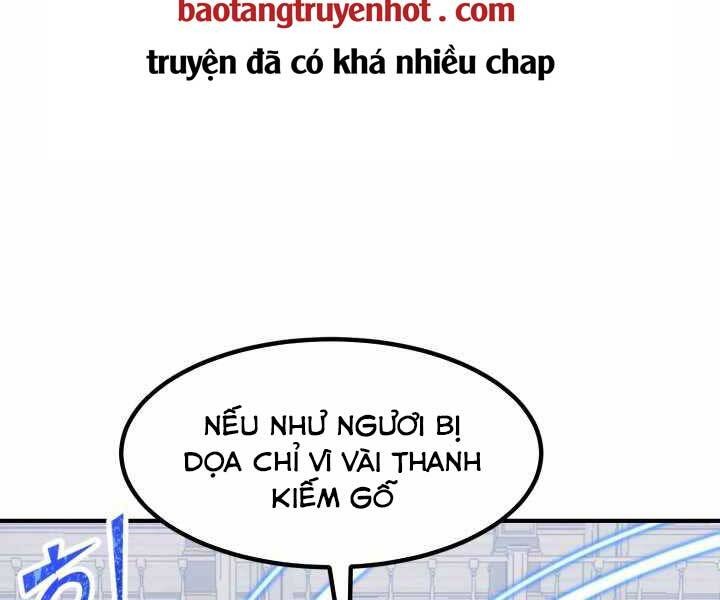 baotangtruyenhot . com
truyện đã có khá nhiều chap
NẾU NHƯ NGƯƠI BỊ
DỌA CHỈ VÌ VÀI THANH
KIẾM GỖ